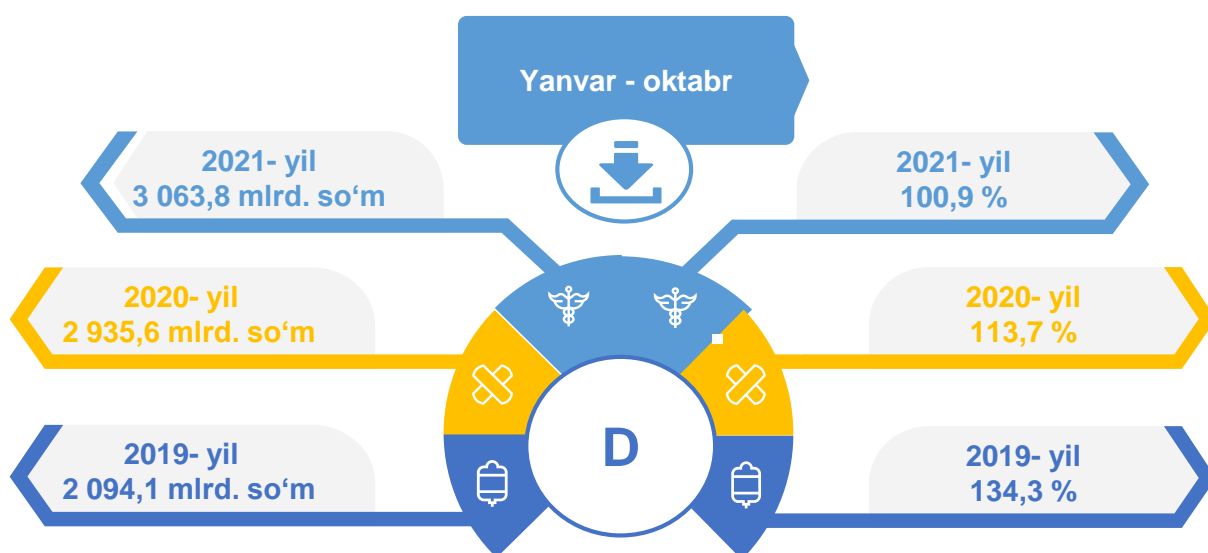 Yanvar - oktabr
2021- yil
3 063,8 mlrd. so‘m
2021- yil
100,9 %
2020- yil
2 935,6 mlrd. so‘m
2020- yil
113,7 %
D
2019- yil
2 094,1 mlrd. so‘m
2019- yil
134,3 %